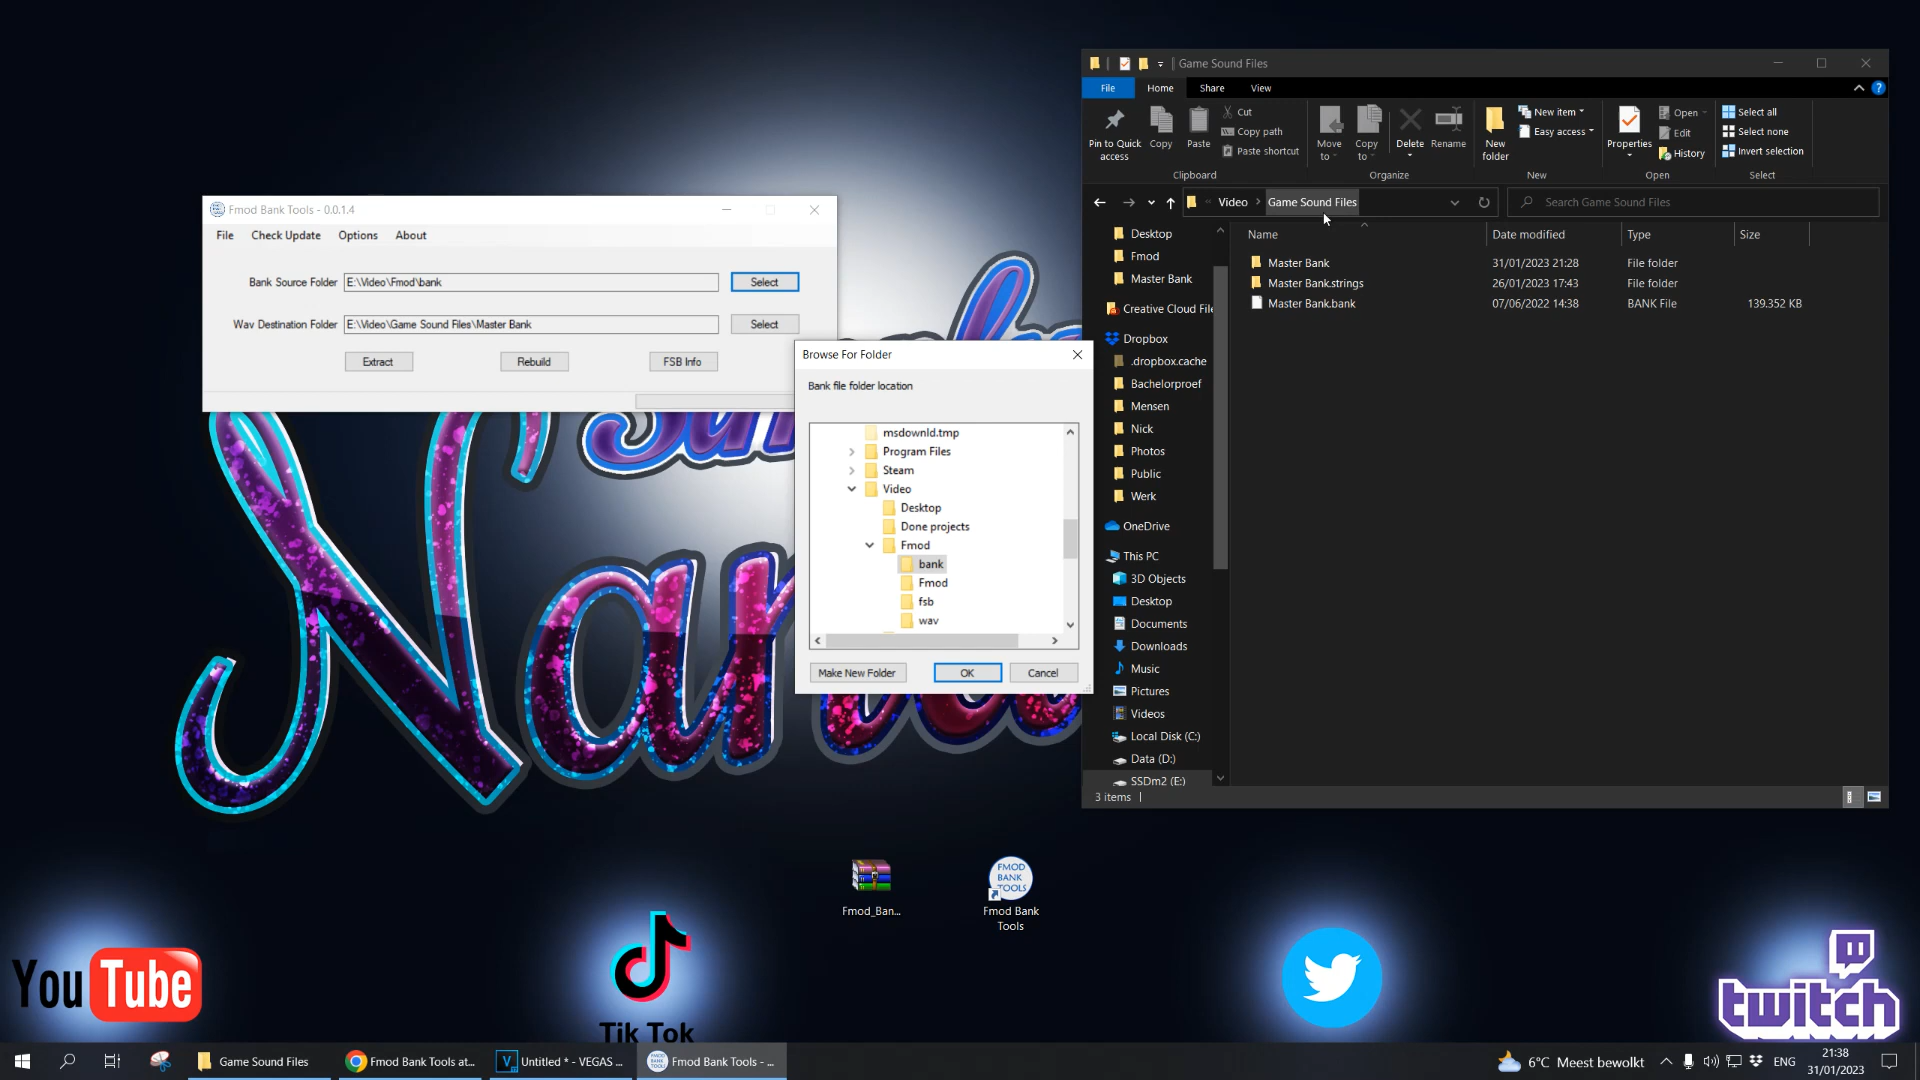 Game Sound Files
File Home Share View
Pin to Quick access
Copy
Paste
Cut
Copy path
Paste shortcut
Move to
Copy to
Delete
Rename
New folder
New item
Easy access
Properties
Open
Edit
History
Select all
Select none
Invert selection
Clipboard Organize New Open Select
Video Game Sound Files
Search Game Sound Files
Name Date modified Type Size
Master Bank 31/01/2023 21:28 File folder
Master Bank.strings 26/01/2023 17:43 File folder
Master Bank.bank 07/06/2022 14:38 BANK File 139.352 KB
Desktop
Fmod
Master Bank
Creative Cloud File
Dropbox
.dropbox.cache
Bachelorproef
Mensen
Nick
Photos
Public
Werk
OneDrive
This PC
3D Objects
Desktop
Documents
Downloads
Music
Pictures
Videos
Local Disk (C:)
Data (D:)
SSDm2 (E:)
3 items
Fmod Bank Tools - 0.0.1.4
File Check Update Options About
Bank Source Folder E:\Video\Fmod\bank Select
Wav Destination Folder E:\Video\Game Sound Files\Master Bank Select
Extract Rebuild FSB Info
Browse For Folder
Bank file folder location
msdownld.tmp
Program Files
Steam
Video
Desktop
Done projects
Fmod
bank
Fmod
fsb
wav
Make New Folder OK Cancel
Fmod_Ban...
FMOD BANK TOOLS
Fmod Bank
Tools
YouTube
Tik Tok
twitch
Game Sound Files
Fmod Bank Tools at...
Untitled * - VEGAS ...
Fmod Bank Tools - ...
6°C Meest bewolkt
ENG
21:38
31/01/2023